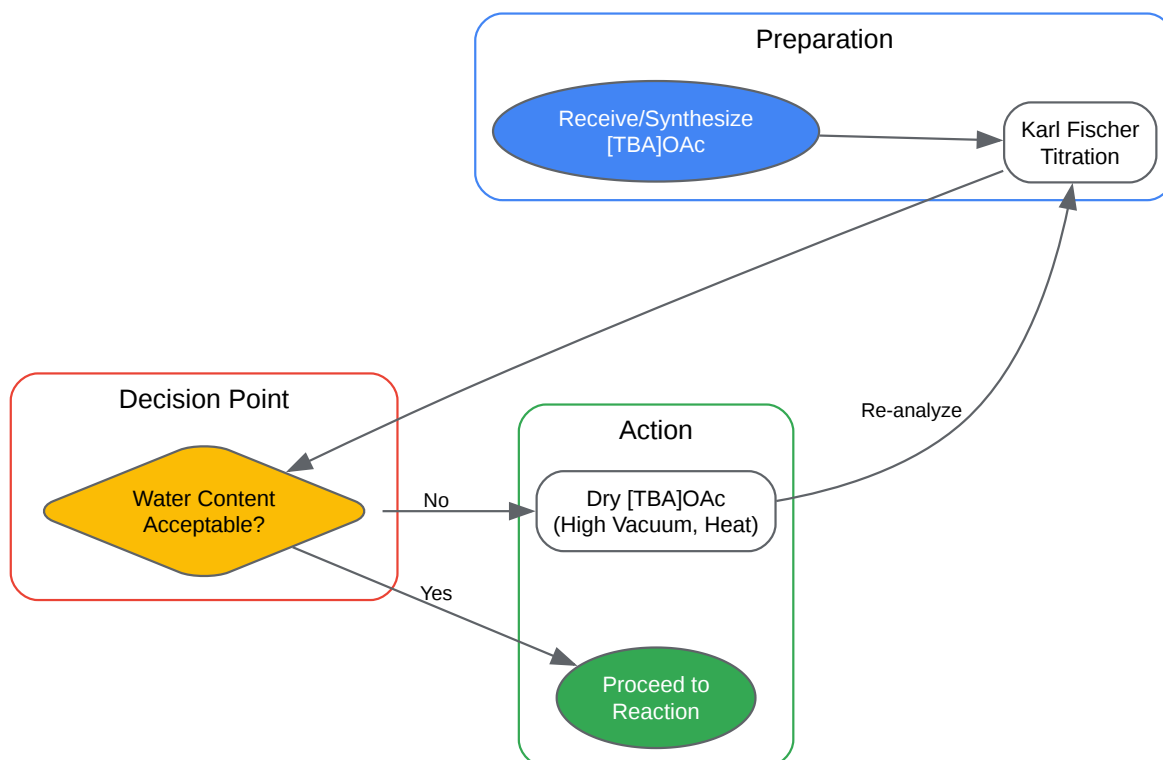 Preparation
Receive/Synthesize
[TBA]OAc
Karl Fischer
Titration
Decision Point
Water Content
Acceptable?
No
Yes
Action
Dry [TBA]OAc
(High Vacuum, Heat)
Re-analyze
Proceed to
Reaction